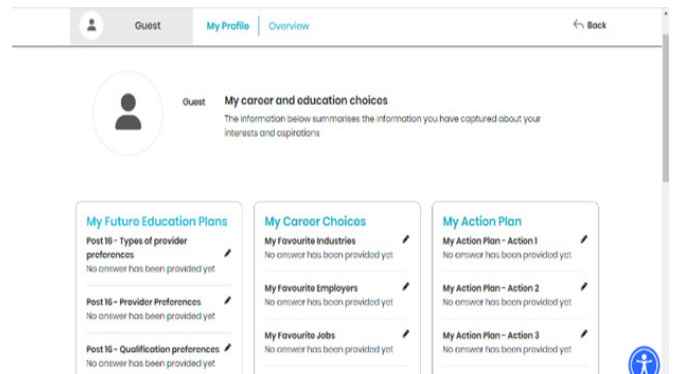 Guest
My Profile
Overview
Back
Guest
My career and education choices
The information below summarises the information you have captured about your
interests and aspirations
My Future Education Plans
Post 16 - Types of provider
preferences
No answer has been provided yet
Post 16 - Provider Preferences
No answer has been provided yet
Post 16 - Qualification preferences
No answer has been provided yet
My Career Choices
My Favourite Industries
No answer has been provided yet
My Favourite Employers
No answer has been provided yet
My Favourite Jobs
No answer has been provided yet
My Action Plan
My Action Plan - Action 1
No answer has been provided yet
My Action Plan - Action 2
No answer has been provided yet
My Action Plan - Action 3
No answer has been provided yet